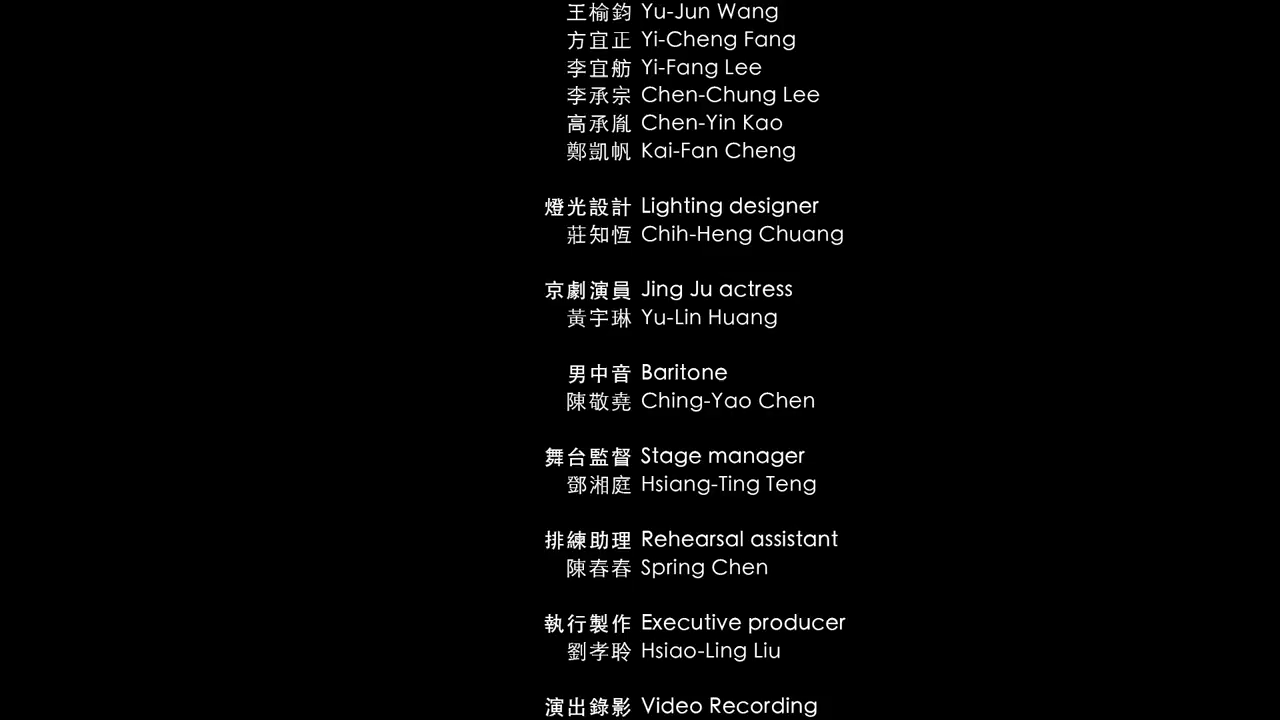 王榆鈞 Yu-Jun Wang
方宜正 Yi-Cheng Fang
李宜舫 Yi-Fang Lee
李承宗 Chen-Chung Lee
高承胤 Chen-Yin Kao
鄭凱帆 Kai-Fan Cheng
燈光設計 Lighting designer
莊知恆 Chih-Heng Chuang
京劇演員 Jing Ju actress
黃宇琳 Yu-Lin Huang
男中音 Baritone
陳敬堯 Ching-Yao Chen
舞台監督 Stage manager
鄧湘庭 Hsiang-Ting Teng
排練助理 Rehearsal assistant
陳春春 Spring Chen
執行製作 Executive producer
劉孝聆 Hsiao-Ling Liu
演出錄影 Video Recording